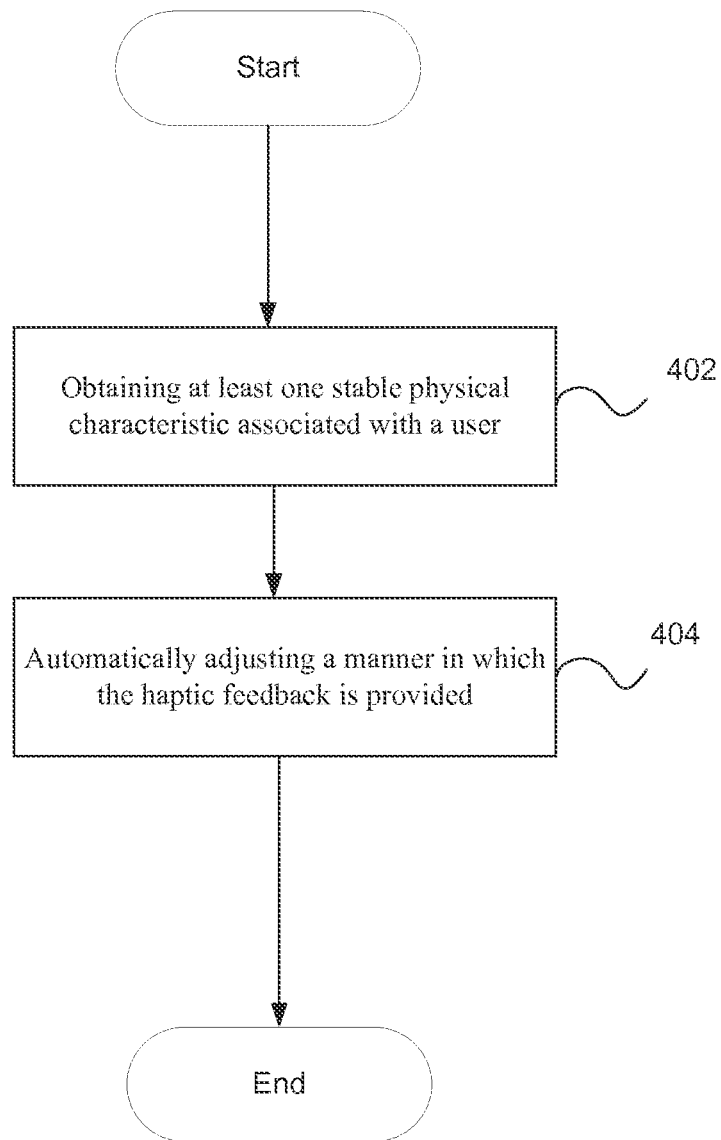 Start
Obtaining at least one stable physical
characteristic associated with a user
402
Automatically adjusting a manner in which
the haptic feedback is provided
404
End